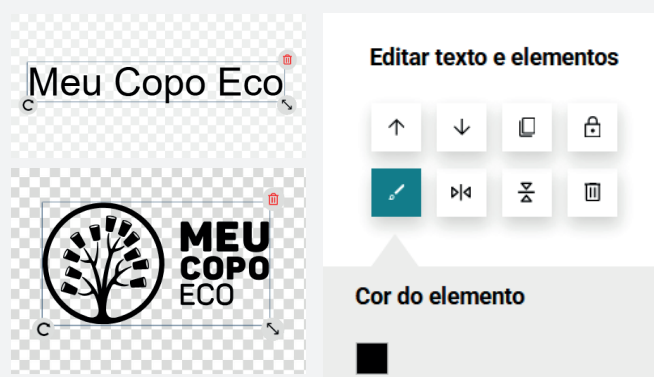 Meu Copo Eco
MEU
COPO
ECO
Editar texto e elementos
Cor do elemento